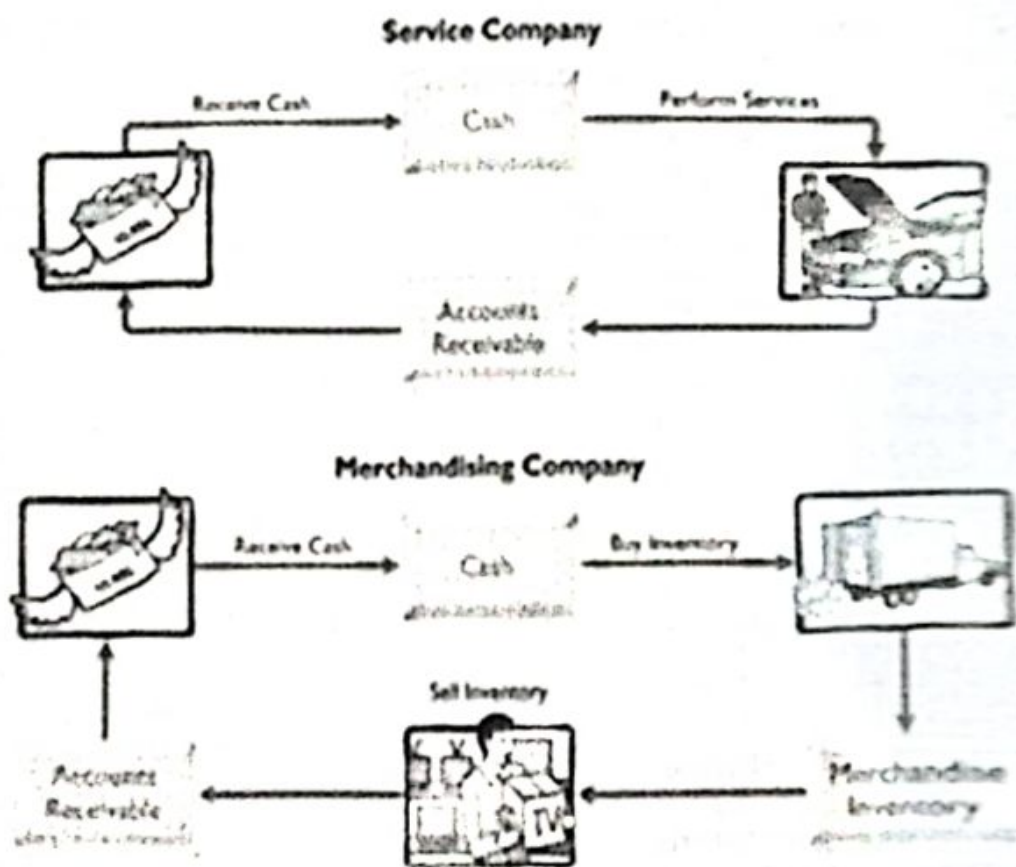 Service Company
Receive Cash
Cash
Perform Services
Accounts
Receivable
Merchandising Company
Receive Cash
Cash
Buy Inventory
Sell Inventory
TV
Accounts
Receivable
Merchandise
Inventory